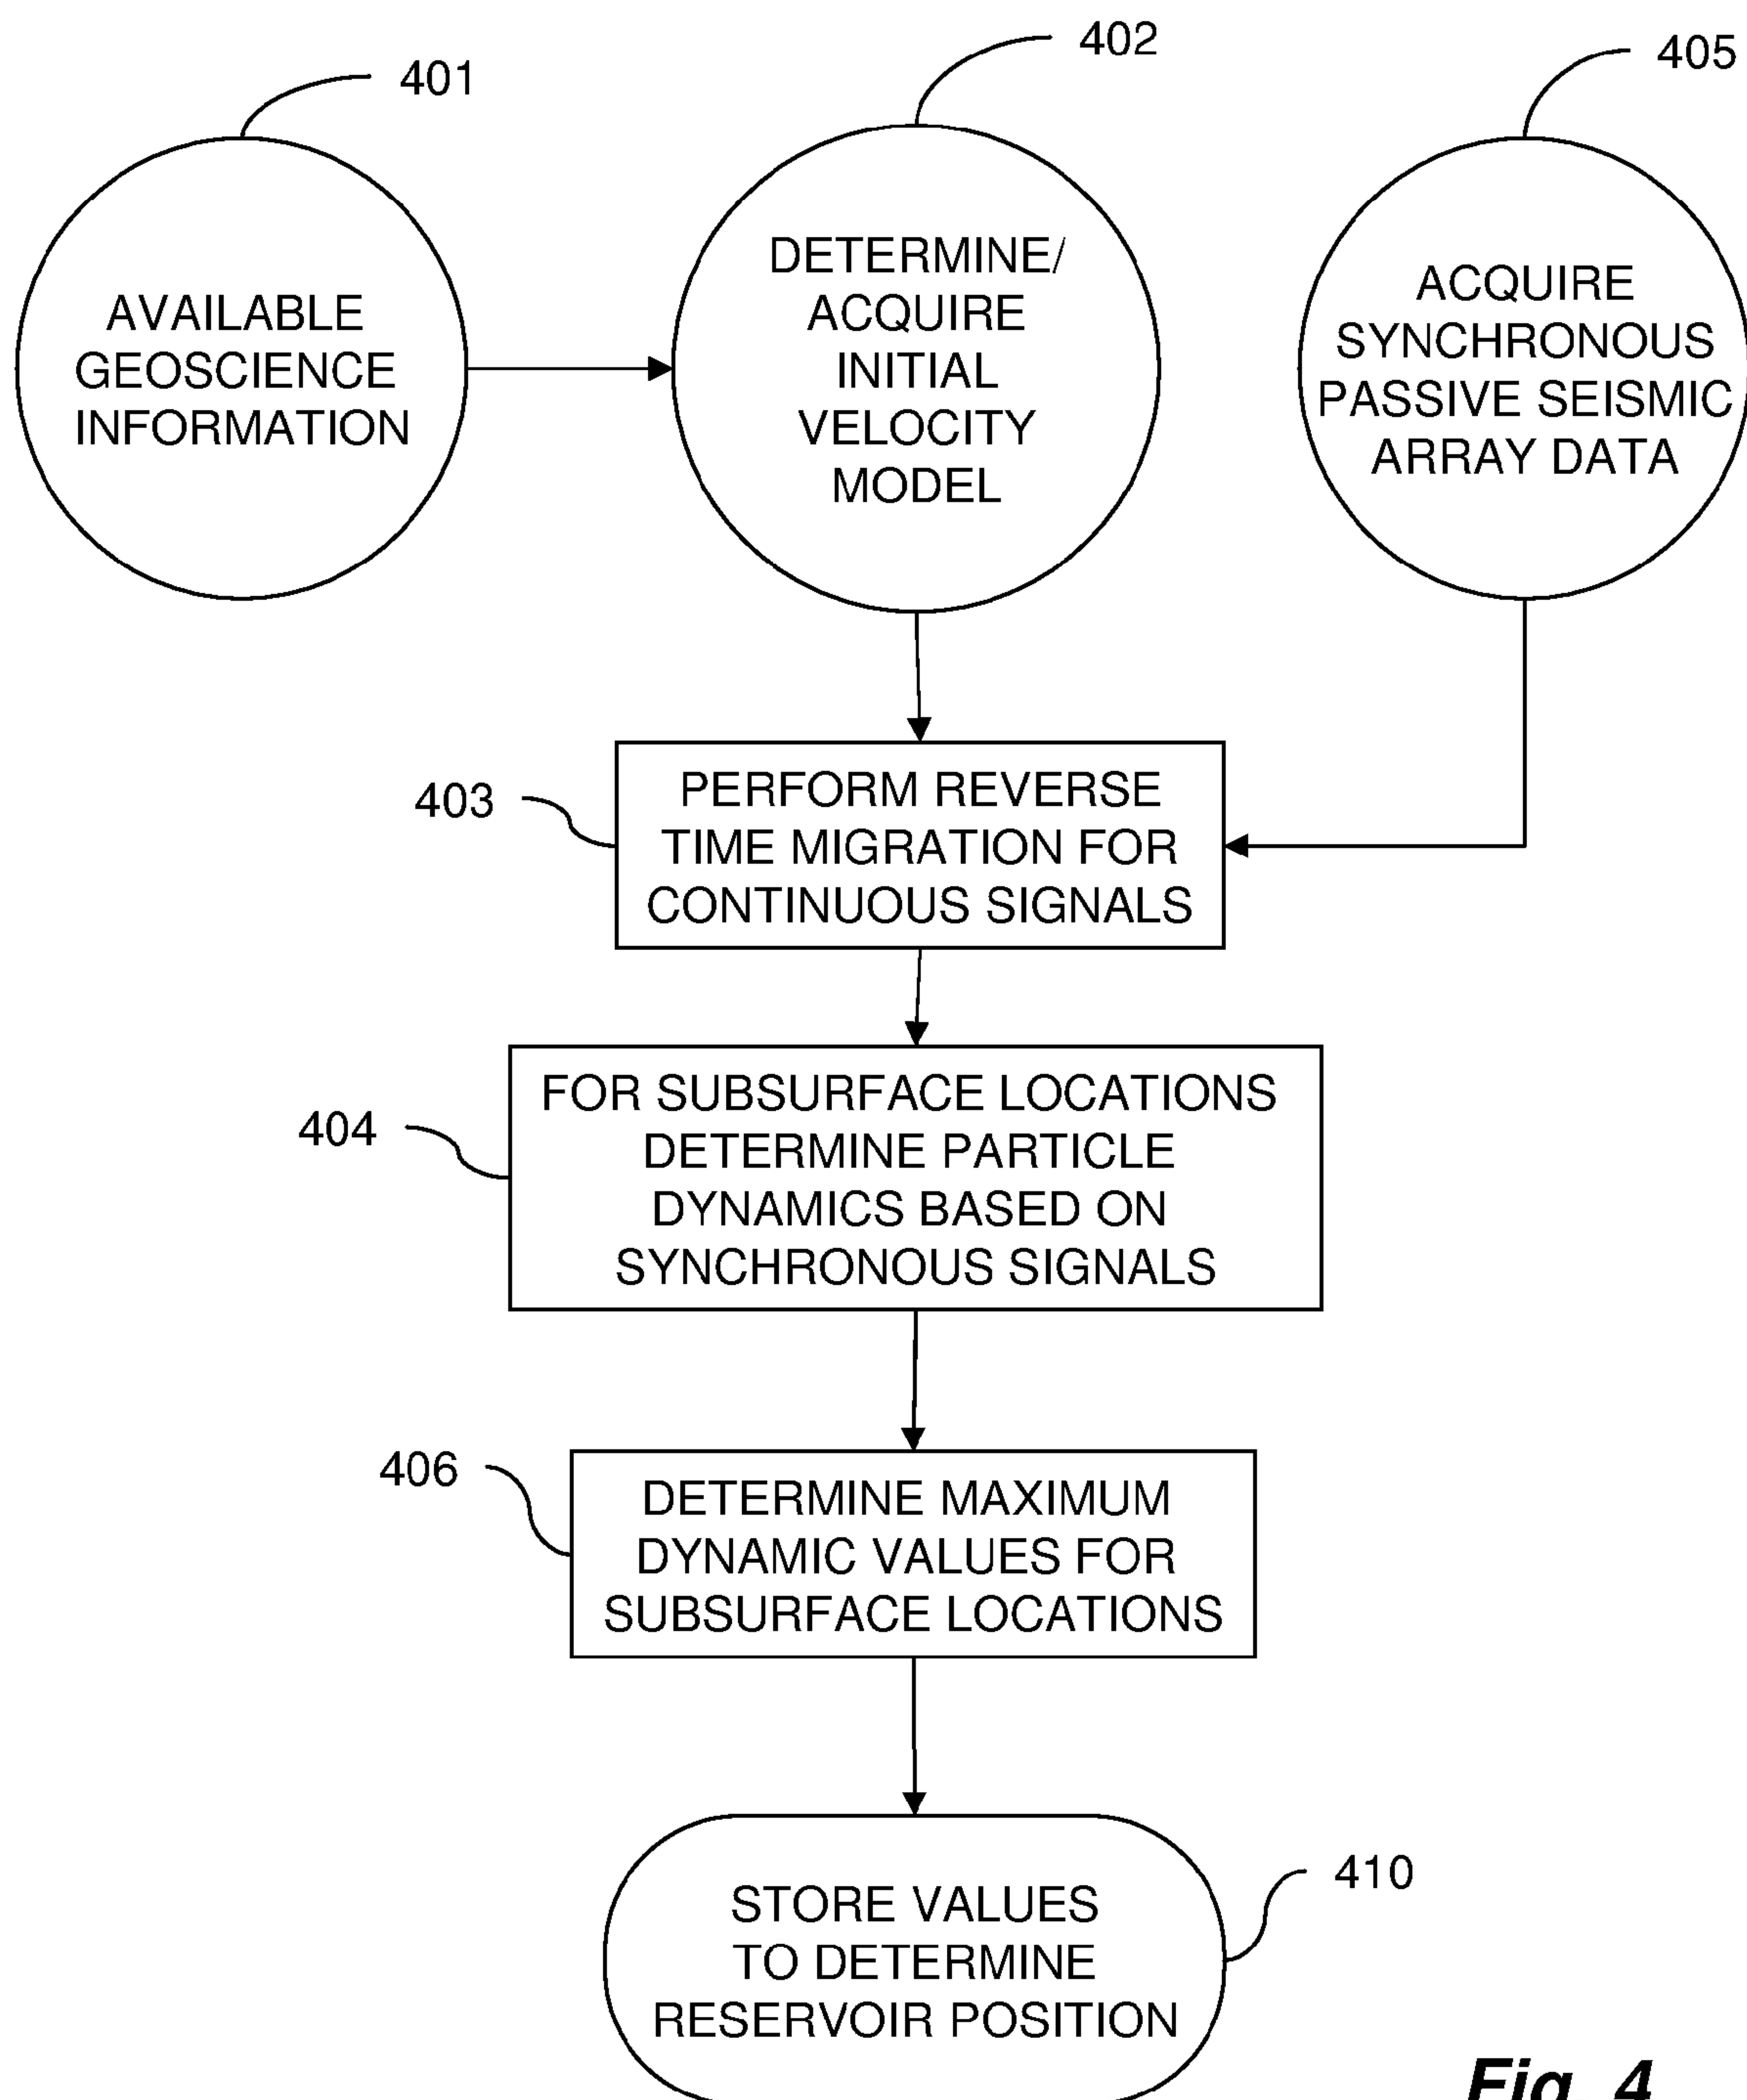 401
402
405
AVAILABLE
GEOSCIENCE
INFORMATION
DETERMINE/
ACQUIRE
INITIAL
VELOCITY
MODEL
ACQUIRE
SYNCHRONOUS
PASSIVE SEISMIC
ARRAY DATA
403
PERFORM REVERSE
TIME MIGRATION FOR
CONTINUOUS SIGNALS
404
FOR SUBSURFACE LOCATIONS
DETERMINE PARTICLE
DYNAMICS BASED ON
SYNCHRONOUS SIGNALS
406
DETERMINE MAXIMUM
DYNAMIC VALUES FOR
SUBSURFACE LOCATIONS
410
STORE VALUES
TO DETERMINE
RESERVOIR POSITION
Fig. 4